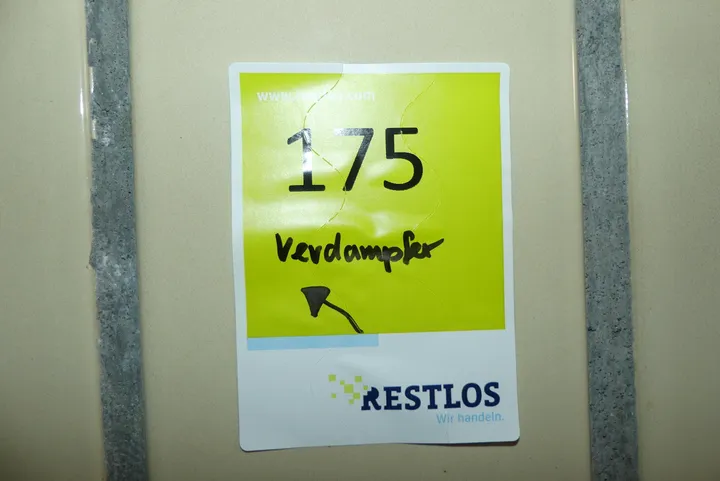 175
Verdampfer
RESTLOS
Wir handeln.